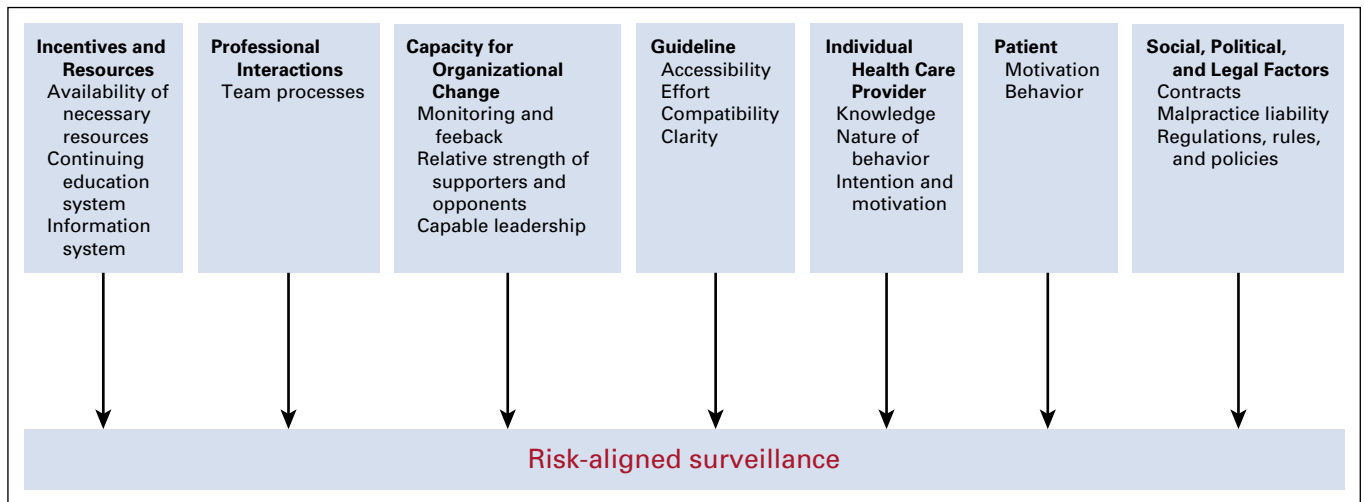 Incentives and
Resources
Availability of
necessary
resources
Continuing
education
system
Information
system
Professional
Interactions
Team processes
Capacity for
Organizational
Change
Monitoring and
feeback
Relative strength of
supporters and
opponents
Capable leadership
Guideline
Accessibility
Effort
Compatibility
Clarity
Individual
Health Care
Provider
Knowledge
Nature of
behavior
Intention and
motivation
Patient
Motivation
Behavior
Social, Political,
and Legal Factors
Contracts
Malpractice liability
Regulations, rules,
and policies
Risk-aligned surveillance